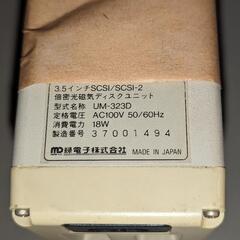 3.5インチSCSI/SCSI-2
倍密光磁気ディスクユニット
型式名称 UM-323D
定格電圧 AC100V 50/60Hz
消費電力 18W
製造番号 37001494
緑電子株式会社 MADE IN JAPAN